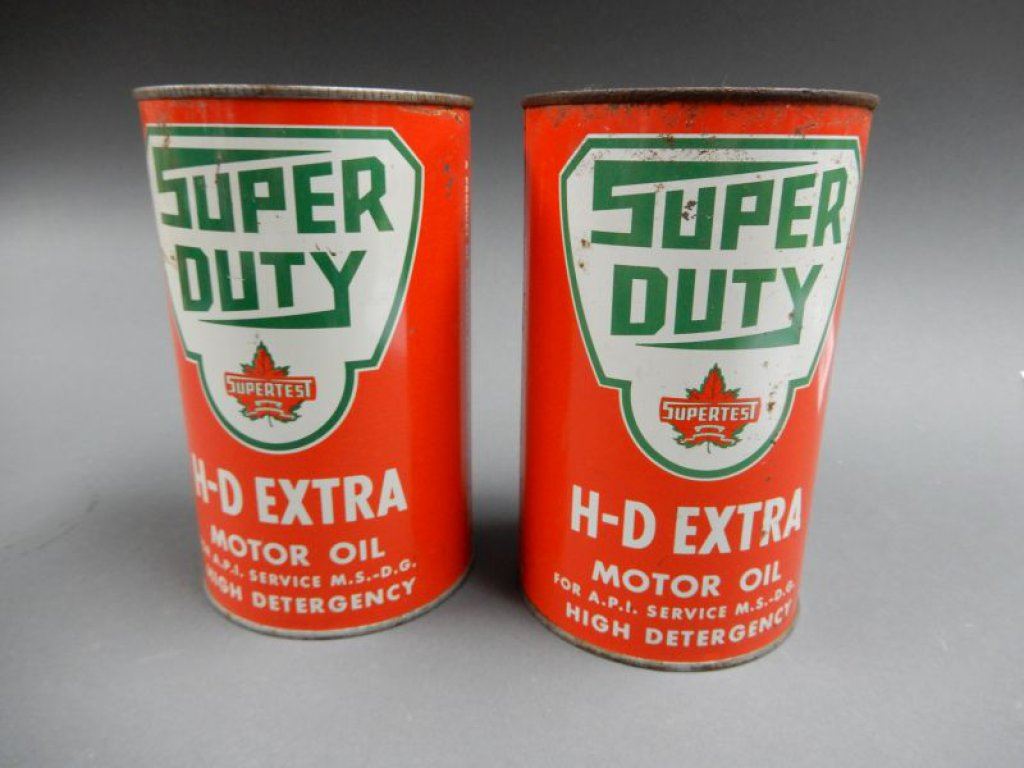 SUPER
DUTY
SUPERTEST
H-D EXTRA
MOTOR OIL
A.P.I. SERVICE M.S.-D.G.
HIGH DETERGENCY
SUPER
DUTY
SUPERTEST
H-D EXTRA
MOTOR OIL
FOR A.P.I. SERVICE M.S.-D.G.
HIGH DETERGENCY